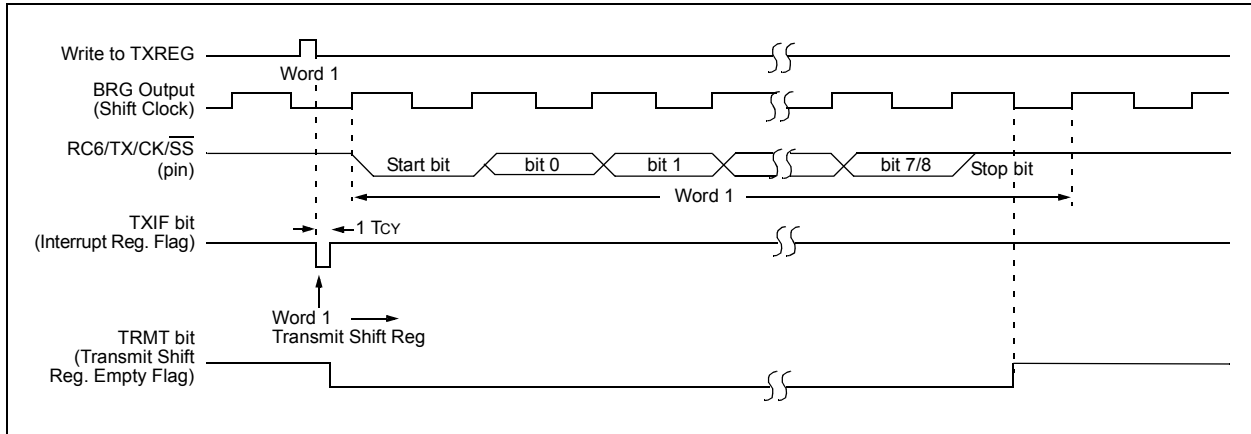 Write to TXREG
Word 1
BRG Output
(Shift Clock)
RC6/TX/CK/SS
(pin)
Start bit
bit 0
bit 1
bit 7/8
Stop bit
Word 1
TXIF bit
(Interrupt Reg. Flag)
1 TCY
Word 1
Transmit Shift Reg
TRMT bit
(Transmit Shift
Reg. Empty Flag)